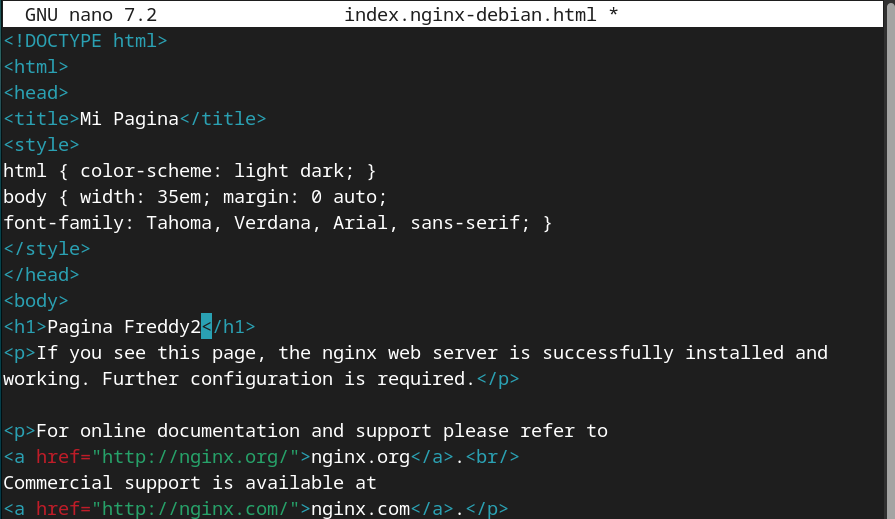 GNU nano 7.2 index.nginx-debian.html *
<!DOCTYPE html>
<html>
<head>
<title>Mi Pagina</title>
<style>
html { color-scheme: light dark; }
body { width: 35em; margin: 0 auto;
font-family: Tahoma, Verdana, Arial, sans-serif; }
</style>
</head>
<body>
<h1>Pagina Freddy2</h1>
<p>If you see this page, the nginx web server is successfully installed and
working. Further configuration is required.</p>

<p>For online documentation and support please refer to
<a href="http://nginx.org/">nginx.org</a>.<br/>
Commercial support is available at
<a href="http://nginx.com/">nginx.com</a>.</p>